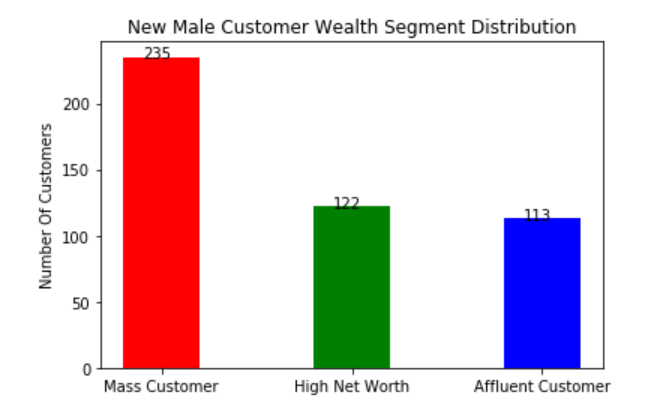 New Male Customer Wealth Segment Distribution
235
200
150
122
113
100
50
0
Number Of Customers
Mass Customer High Net Worth Affluent Customer